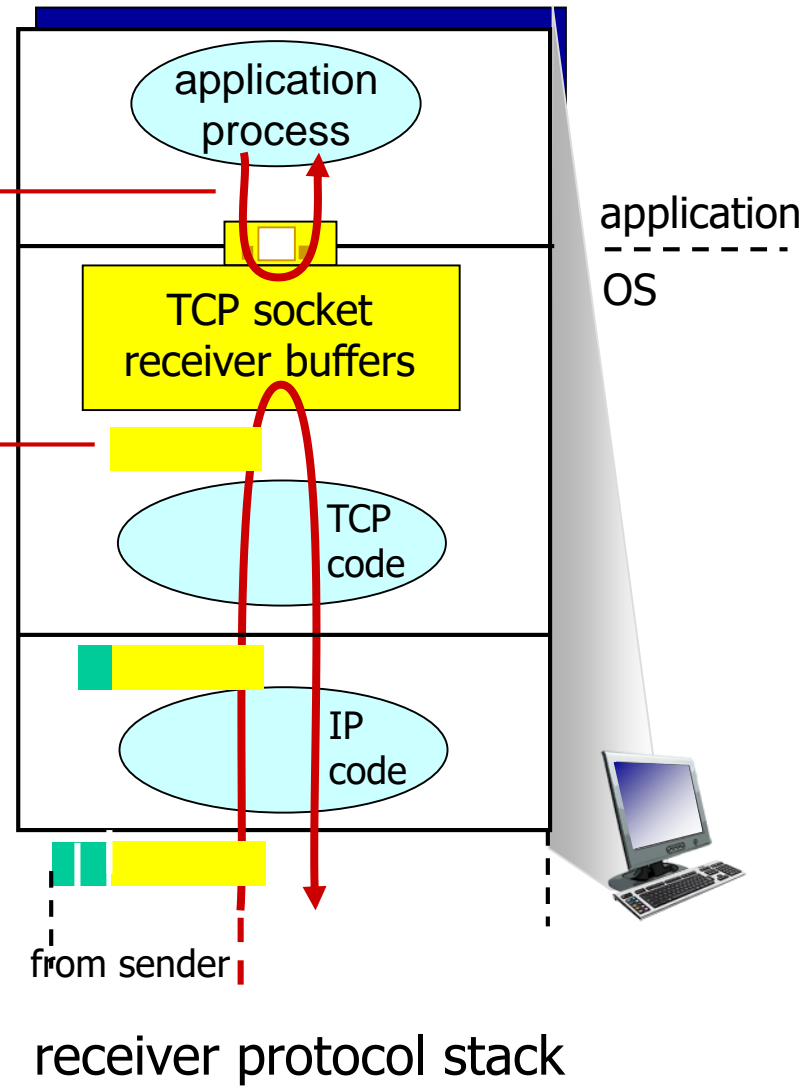 application
process
application
OS
TCP socket
receiver buffers
TCP
code
IP
code
from sender
receiver protocol stack